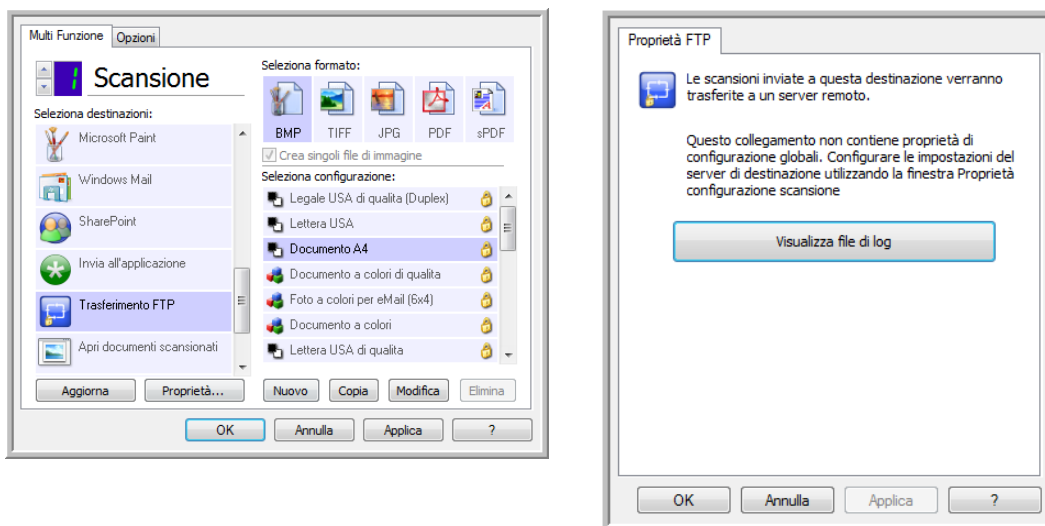 Multi Funzione
Opzioni
1
Scansione
Seleziona destinazioni:
Microsoft Paint
Windows Mail
SharePoint
Invia all'applicazione
Trasferimento FTP
Apri documenti scansionati
Aggiorna
Proprietà...
Seleziona formato:
BMP
TIFF
JPG
PDF
sPDF
Crea singoli file di immagine
Seleziona configurazione:
Legale USA di qualita (Duplex)
Lettera USA
Documento A4
Documento a colori di qualita
Foto a colori per eMail (6x4)
Documento a colori
Lettera USA di qualita
Nuovo
Copia
Modifica
Elimina
OK
Annulla
Applica
?
Proprietà FTP
Le scansioni inviate a questa destinazione verranno
trasferite a un server remoto.
Questo collegamento non contiene proprietà di
configurazione globali. Configurare le impostazioni del
server di destinazione utilizzando la finestra Proprietà
configurazione scansione
Visualizza file di log
OK
Annulla
Applica
?